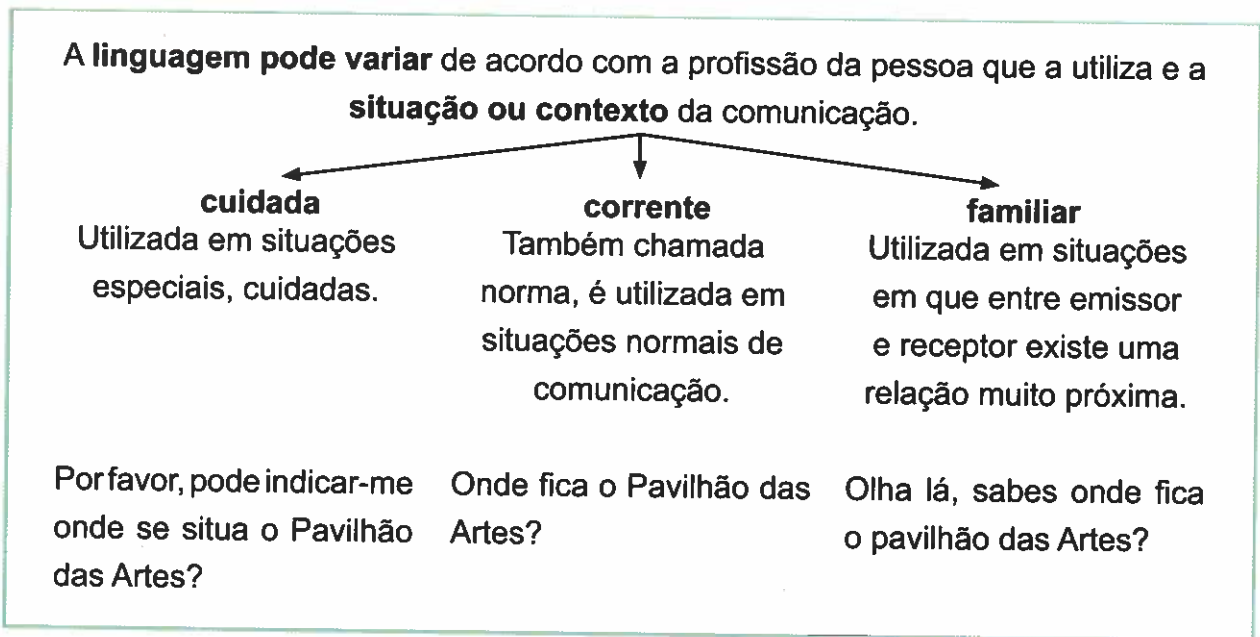 A linguagem pode variar de acordo com a profissão da pessoa que a utiliza e a
situação ou contexto da comunicação.
cuidada
Utilizada em situações
especiais, cuidadas.
corrente
Também chamada
norma, é utilizada em
situações normais de
comunicação.
familiar
Utilizada em situações
em que entre emissor
e receptor existe uma
relação muito próxima.
Por favor, pode indicar-me
onde se situa o Pavilhão
das Artes?
Onde fica o Pavilhão das
Artes?
Olha lá, sabes onde fica
o pavilhão das Artes?